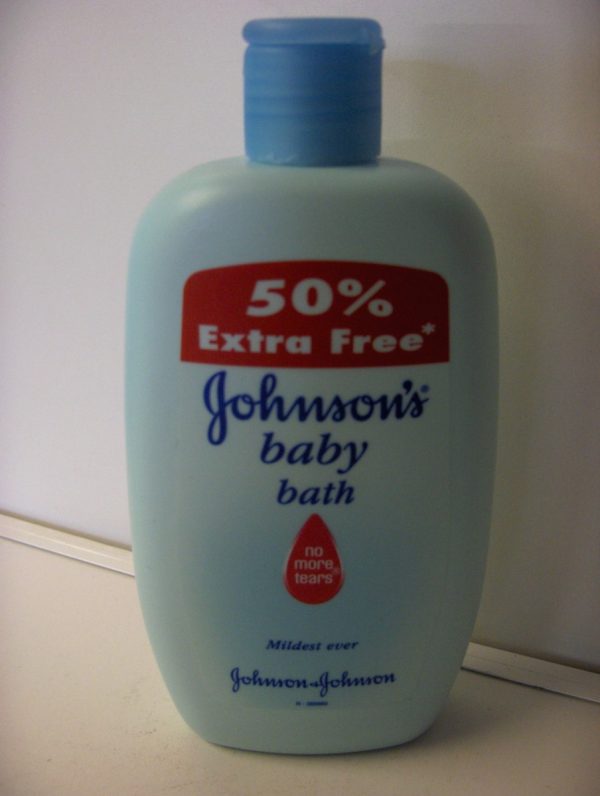 50%
Extra Free*
Johnson's®
baby
bath
no
more
tears®
Mildest ever
Johnson & Johnson